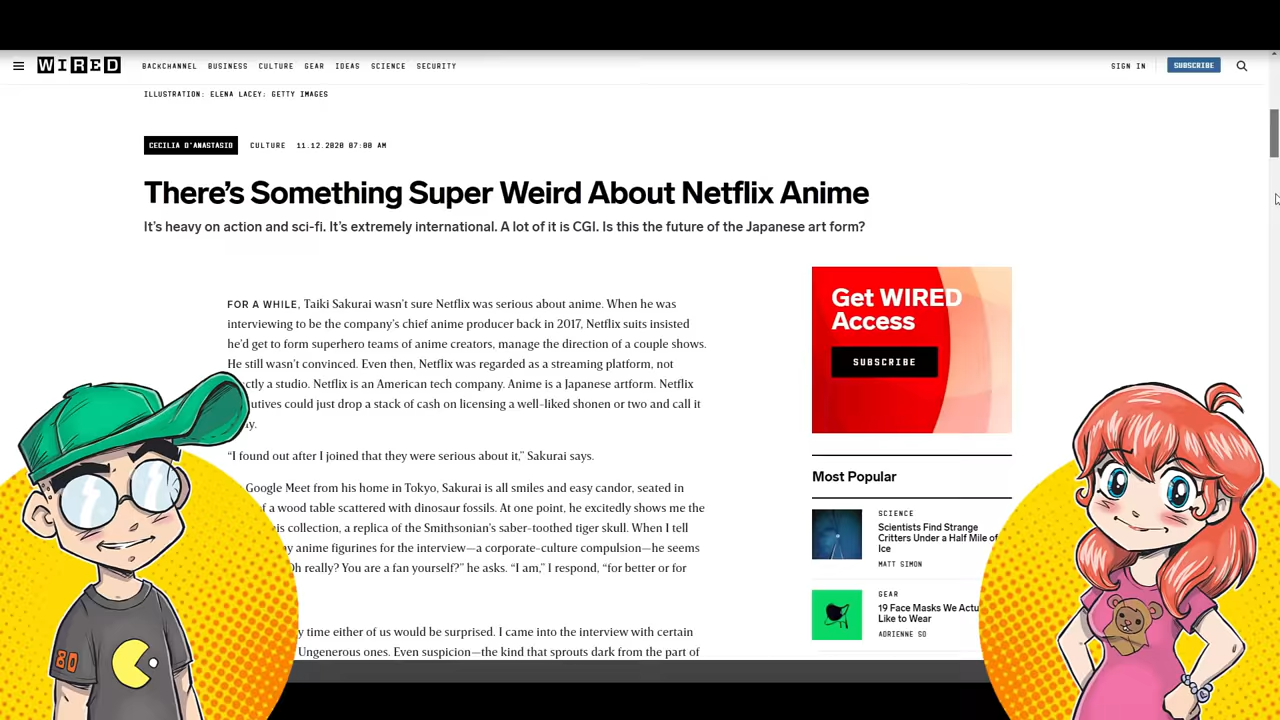 WIRED
BACKCHANNEL BUSINESS CULTURE GEAR IDEAS SCIENCE SECURITY
SIGN IN SUBSCRIBE
ILLUSTRATION: ELENA LACEY; GETTY IMAGES
CECILIA D'ANASTASIO CULTURE 11.12.2020 07:00 AM
There's Something Super Weird About Netflix Anime
It's heavy on action and sci-fi. It's extremely international. A lot of it is CGI. Is this the future of the Japanese art form?
FOR A WHILE, Taiki Sakurai wasn't sure Netflix was serious about anime. When he was
interviewing to be the company's chief anime producer back in 2017, Netflix suits insisted
he'd get to form superhero teams of anime creators, manage the direction of a couple shows.
He still wasn't convinced. Even then, Netflix was regarded as a streaming platform, not
ctly a studio. Netflix is an American tech company. Anime is a Japanese artform. Netflix
utives could just drop a stack of cash on licensing a well-liked shonen or two and call it
y.
"I found out after I joined that they were serious about it," Sakurai says.
Google Meet from his home in Tokyo, Sakurai is all smiles and easy candor, seated in
of a wood table scattered with dinosaur fossils. At one point, he excitedly shows me the
is collection, a replica of the Smithsonian's saber-toothed tiger skull. When I tell
y anime figurines for the interview—a corporate-culture compulsion—he seems
h really? You are a fan yourself?" he asks. "I am," I respond, "for better or for
y time either of us would be surprised. I came into the interview with certain
Ungenerous ones. Even suspicion—the kind that sprouts dark from the part of
Get WIRED
Access
SUBSCRIBE
Most Popular
SCIENCE
Scientists Find Strange
Critters Under a Half Mile of
Ice
MATT SIMON
GEAR
19 Face Masks We Actu
Like to Wear
ADRIENNE SO
80